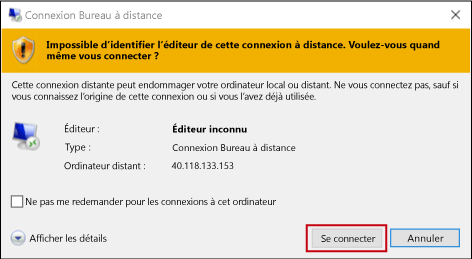 Connexion Bureau à distance
Impossible d'identifier l'éditeur de cette connexion à distance. Voulez-vous quand
même vous connecter ?
Cette connexion distante peut endommager votre ordinateur local ou distant. Ne vous connectez pas, sauf si
vous connaissez l'origine de cette connexion ou si vous l'avez déjà utilisée.
Éditeur : Éditeur inconnu
Type : Connexion Bureau à distance
Ordinateur distant : 40.118.133.153
Ne pas me redemander pour les connexions à cet ordinateur
Afficher les détails Se connecter Annuler